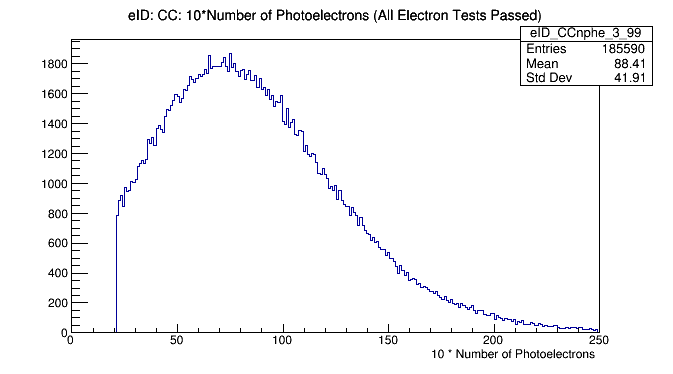 eID: CC: 10*Number of Photoelectrons (All Electron Tests Passed)
eID_CCnphe_3_99
Entries 185590
Mean 88.41
Std Dev 41.91
1800
1600
1400
1200
1000
800
600
400
200
0
0 50 100 150 200 250
10 * Number of Photoelectrons